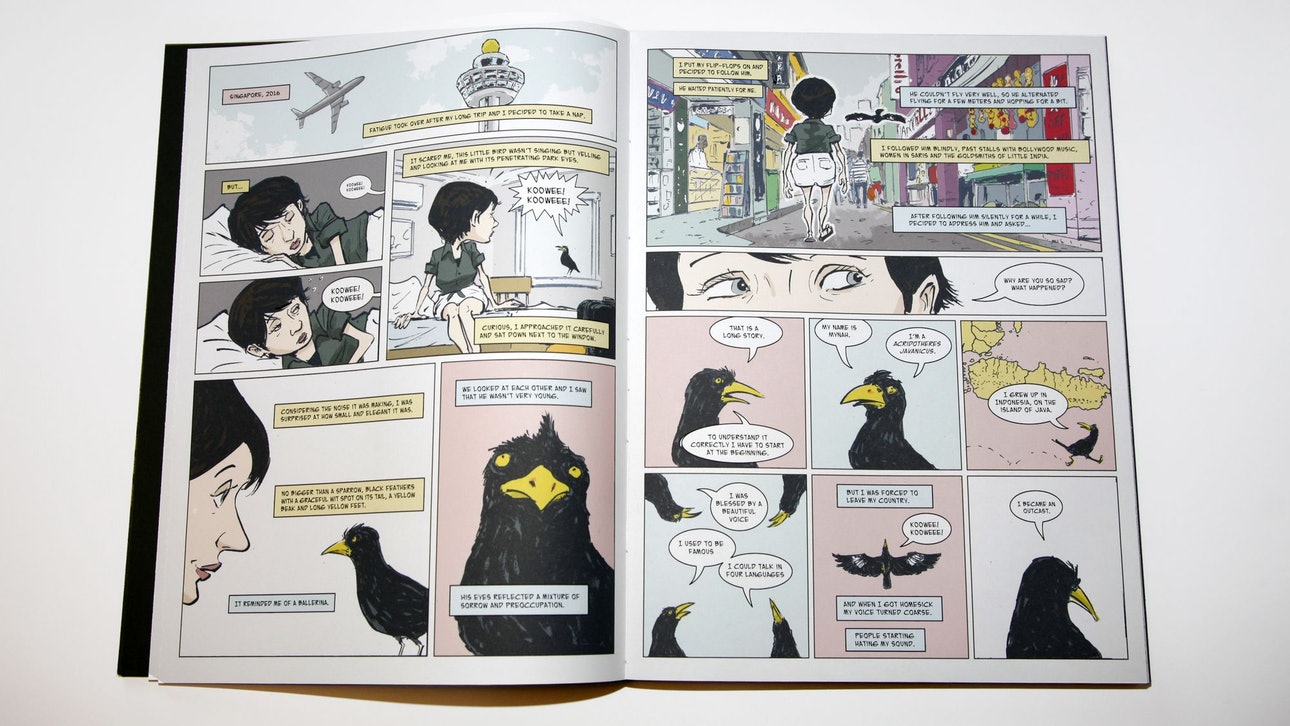 SINGAPORE, 2016
FATIGUE TOOK OVER AFTER MY LONG TRIP AND I DECIDED TO TAKE A NAP.
BUT...
KOOWEE!
KOOWEEE!
KOOWEE!
KOOWEEE!
IT SCARED ME, THIS LITTLE BIRD WASN'T SINGING BUT YELLING
AND LOOKING AT ME WITH ITS PENETRATING DARK EYES.
KOOWEE!
KOOWEEE!
CURIOUS, I APPROACHED IT CAREFULLY
AND SAT DOWN NEXT TO THE WINDOW.
CONSIDERING THE NOISE IT WAS MAKING, I WAS
SURPRISED AT HOW SMALL AND ELEGANT IT WAS.
NO BIGGER THAN A SPARROW, BLACK FEATHERS
WITH A GRACEFUL WIT SPOT ON ITS TAIL, A YELLOW
BEAK AND LONG YELLOW FEET.
IT REMINDED ME OF A BALLERINA.
WE LOOKED AT EACH OTHER AND I SAW
THAT HE WASN'T VERY YOUNG.
HIS EYES REFLECTED A MIXTURE OF
SORROW AND PREOCCUPATION.
I PUT MY FLIP-FLOPS ON AND
DECIDED TO FOLLOW HIM.
HE WAITED PATIENTLY FOR ME.
HE COULDN'T FLY VERY WELL, SO HE ALTERNATED
FLYING FOR A FEW METERS AND HOPPING FOR A BIT.
I FOLLOWED HIM BLINDLY, PAST STALLS WITH BOLLYWOOD MUSIC,
WOMEN IN SARIS AND THE GOLDSMITHS OF LITTLE INDIA.
AFTER FOLLOWING HIM SILENTLY FOR A WHILE, I
DECIDED TO ADDRESS HIM AND ASKED...
WHY ARE YOU SO SAD?
WHAT HAPPENED?
THAT IS A
LONG STORY.
TO UNDERSTAND IT
CORRECTLY I HAVE TO START
AT THE BEGINNING.
MY NAME IS
MYNAH.
I'M A
ACRIDOTHERES
JAVANICUS.
I GREW UP IN
INDONESIA, ON THE
ISLAND OF JAVA.
I WAS
BLESSED BY A
BEAUTIFUL
VOICE
I USED TO BE
FAMOUS
I COULD TALK IN
FOUR LANGUAGES
BUT I WAS FORCED TO
LEAVE MY COUNTRY.
KOOWEE!
KOOWEEE!
AND WHEN I GOT HOMESICK
MY VOICE TURNED COARSE.
PEOPLE STARTING
HATING MY SOUND.
I BECAME AN
OUTCAST.